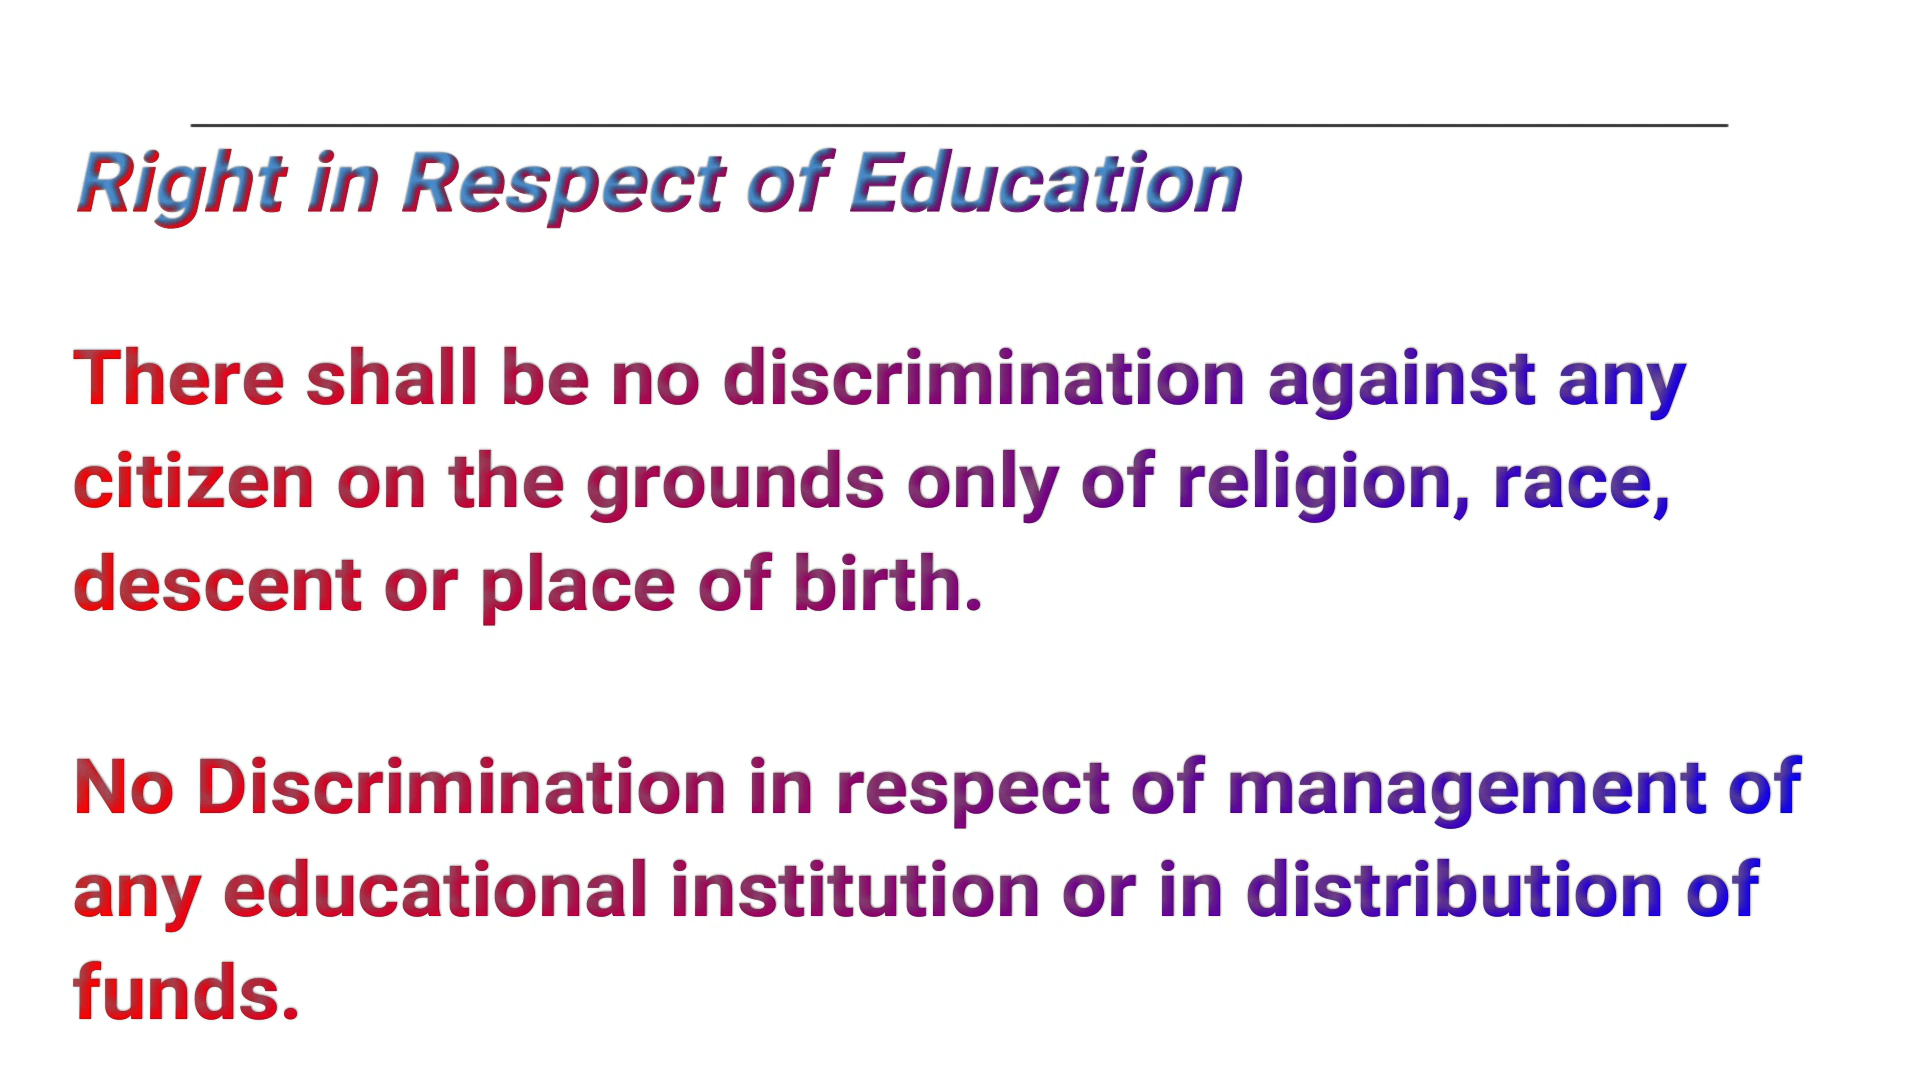 Right in Respect of Education
There shall be no discrimination against any
citizen on the grounds only of religion, race,
descent or place of birth.
No Discrimination in respect of management of
any educational institution or in distribution of
funds.